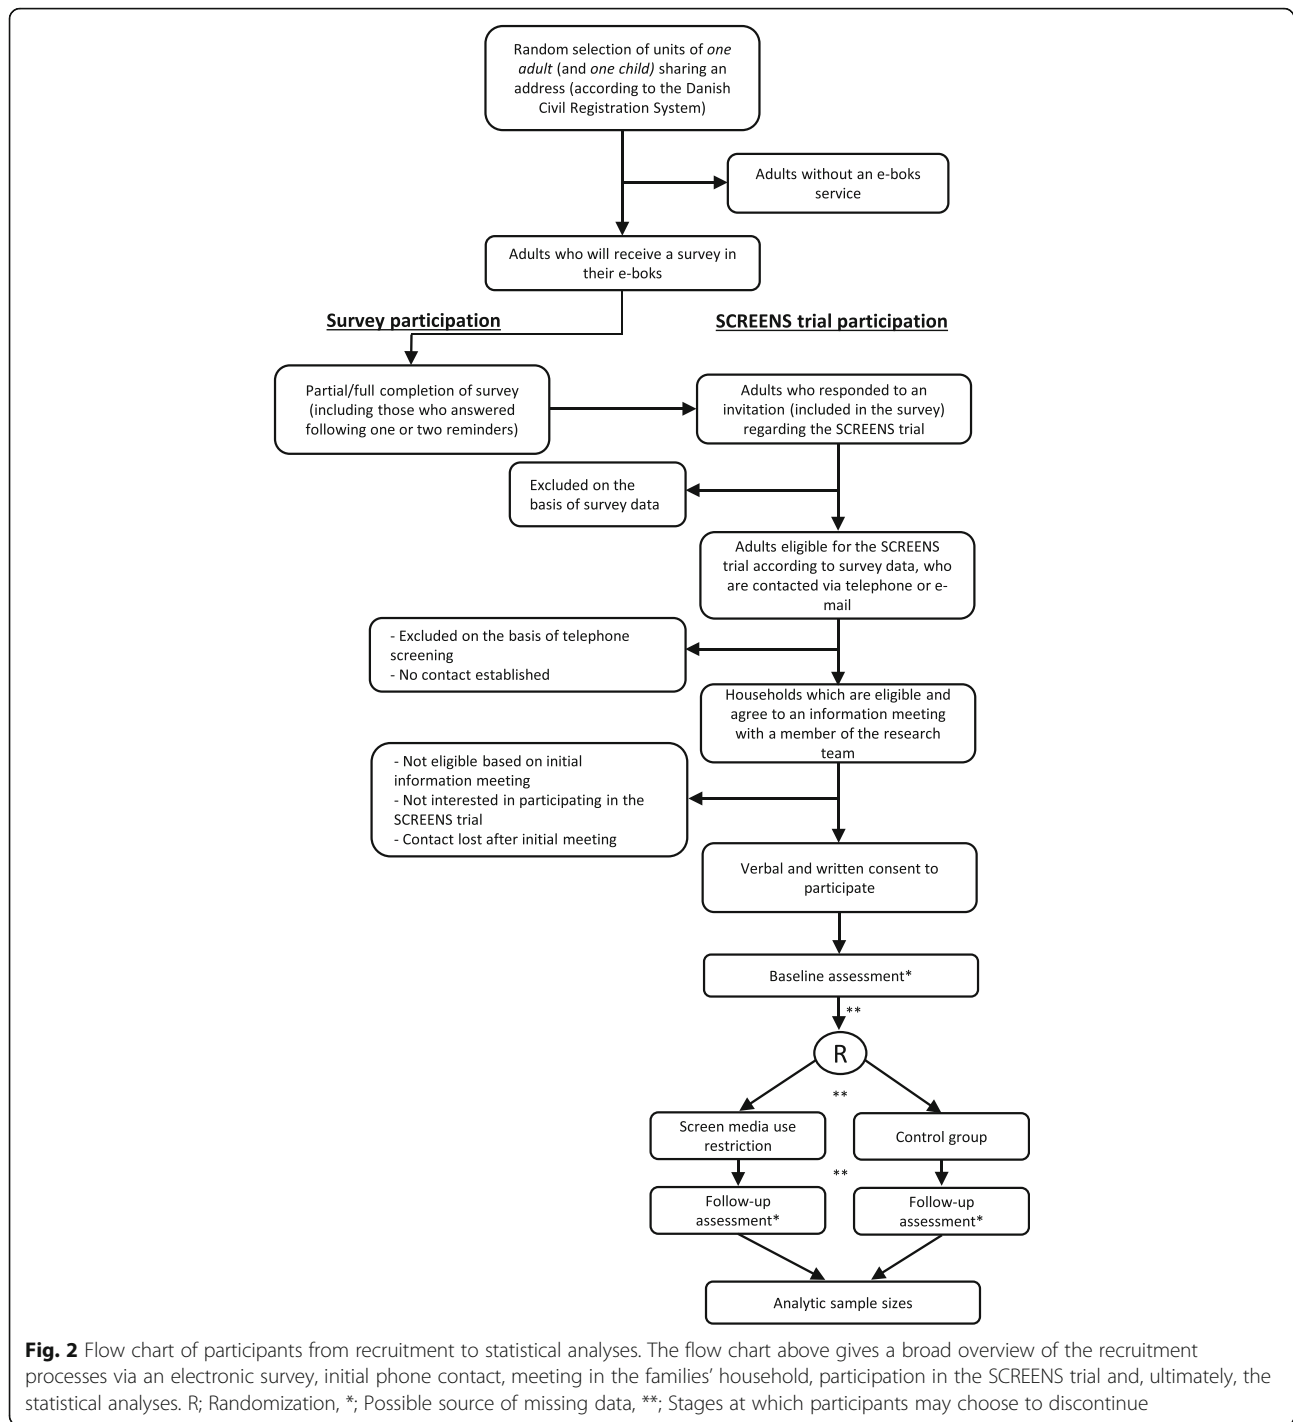 Random selection of units of one
adult (and one child) sharing an
address (according to the Danish
Civil Registration System)
Adults without an e-boks
service
Adults who will receive a survey in
their e-boks
Survey participation
SCREENS trial participation
Partial/full completion of survey
(including those who answered
following one or two reminders)
Adults who responded to an
invitation (included in the survey)
regarding the SCREENS trial
Excluded on the
basis of survey data
Adults eligible for the SCREENS
trial according to survey data, who
are contacted via telephone or e-
mail
- Excluded on the basis of telephone
screening
- No contact established
Households which are eligible and
agree to an information meeting
with a member of the research
team
- Not eligible based on initial
information meeting
- Not interested in participating in the
SCREENS trial
- Contact lost after initial meeting
Verbal and written consent to
participate
Baseline assessment*
**
R
**
Screen media use
restriction
Control group
**
Follow-up
assessment*
Follow-up
assessment*
Analytic sample sizes
Fig. 2 Flow chart of participants from recruitment to statistical analyses. The flow chart above gives a broad overview of the recruitment
processes via an electronic survey, initial phone contact, meeting in the families’ household, participation in the SCREENS trial and, ultimately, the
statistical analyses. R; Randomization, *; Possible source of missing data, **; Stages at which participants may choose to discontinue